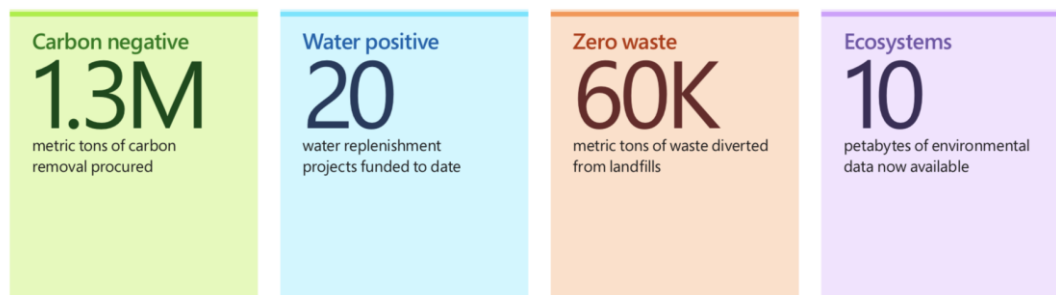 Carbon negative
1.3M
metric tons of carbon
removal procured
Water positive
20
water replenishment
projects funded to date
Zero waste
60K
metric tons of waste diverted
from landfills
Ecosystems
10
petabytes of environmental
data now available